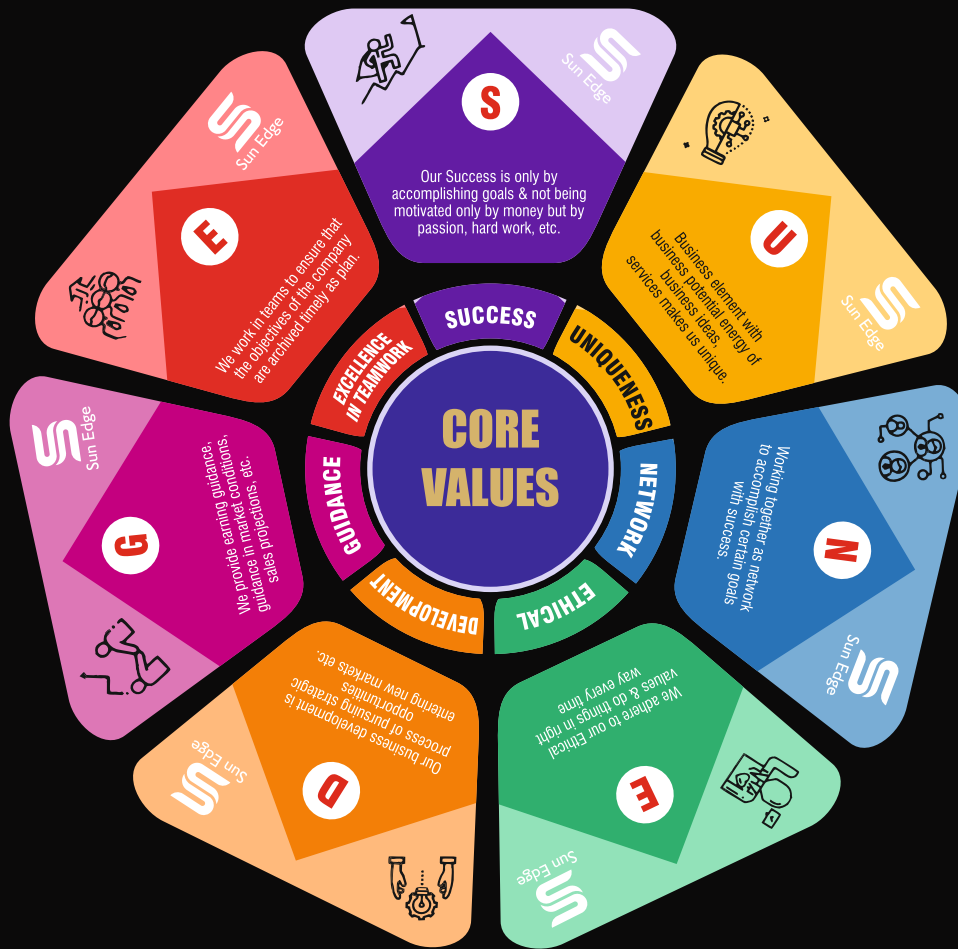 CORE
VALUES
SUCCESS
UNIQUENESS
NETWORK
ETHICAL
DEVELOPMENT
GUIDANCE
EXCELLENCE
IN TEAMWORK
S
Our Success is only by
accomplishing goals & not being
motivated only by money but by
passion, hard work, etc.
Sun Edge
U
Business element with
business potential energy of
business ideas,
services makes us unique.
Sun Edge
N
Working together as network
to accomplish certain goals
with success.
Sun Edge
E
We adhere to our Ethical
values & do things in right
way every time
Sun Edge
D
Our business development is
process of pursuing strategic
opportunities
entering new markets etc.
Sun Edge
G
We provide earning guidance,
guidance in market conditions,
sales projections, etc.
Sun Edge
E
We work in teams to ensure that
the objectives of the company
are archived timely as plan.
Sun Edge